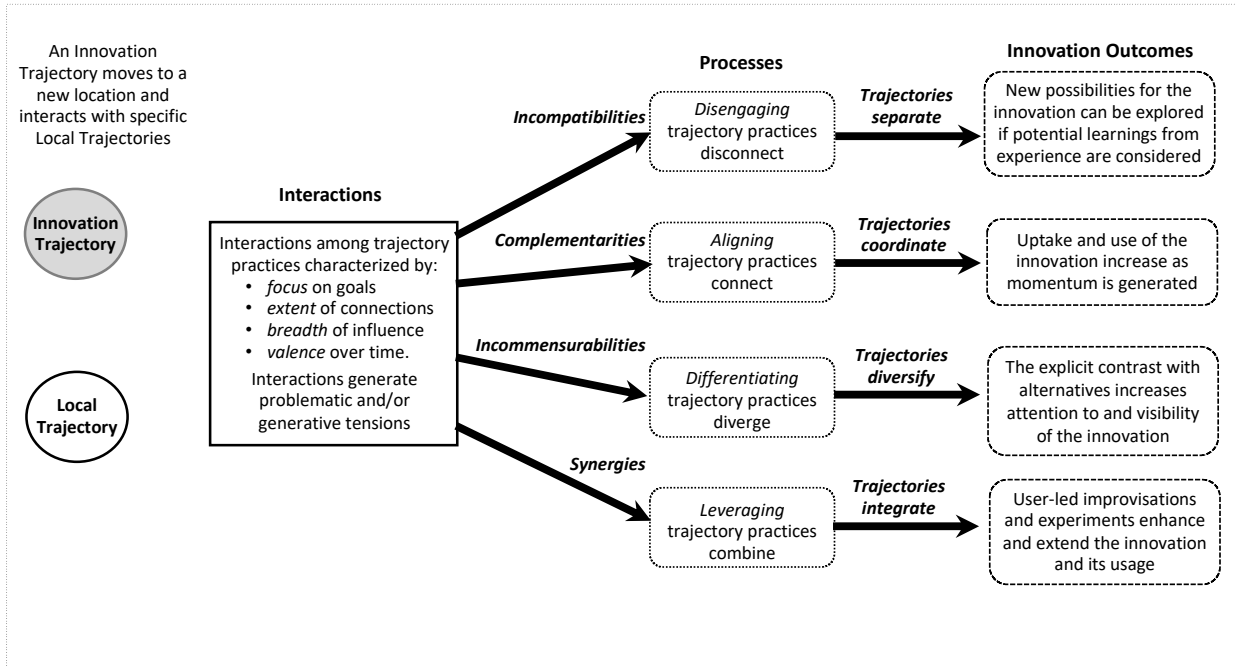 An Innovation
Trajectory moves to a
new location and
interacts with specific
Local Trajectories
Innovation
Trajectory
Local
Trajectory
Interactions
Interactions among trajectory
practices characterized by:
• focus on goals
• extent of connections
• breadth of influence
• valence over time.
Interactions generate
problematic and/or
generative tensions
Incompatibilities
Complementarities
Incommensurabilities
Synergies
Processes
Disengaging
trajectory practices
disconnect
Aligning
trajectory practices
connect
Differentiating
trajectory practices
diverge
Leveraging
trajectory practices
combine
Trajectories
separate
Trajectories
coordinate
Trajectories
diversify
Trajectories
integrate
Innovation Outcomes
New possibilities for the
innovation can be explored
if potential learnings from
experience are considered
Uptake and use of the
innovation increase as
momentum is generated
The explicit contrast with
alternatives increases
attention to and visibility
of the innovation
User-led improvisations
and experiments enhance
and extend the innovation
and its usage